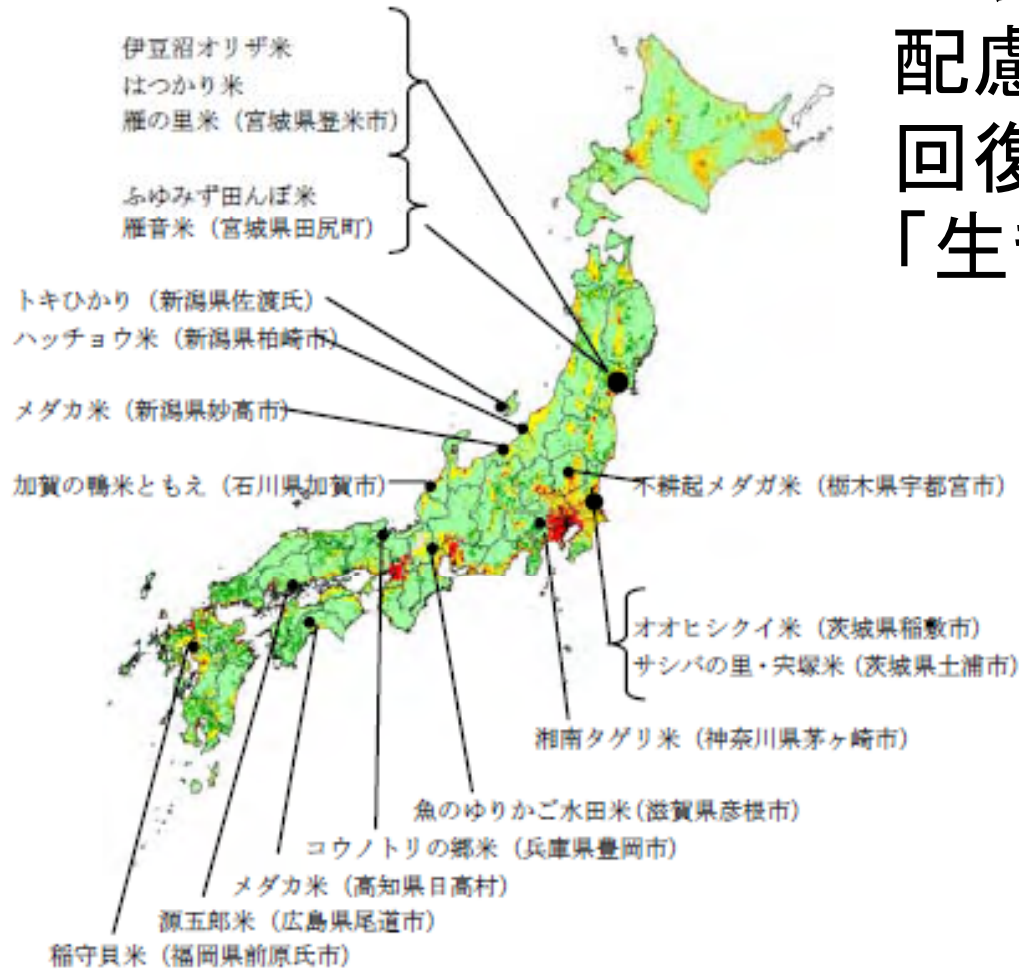 配慮
回復
「生
伊豆沼オリザ米
はつかり米
雁の里米（宮城県登米市）
ふゆみず田んぼ米
雁音米（宮城県田尻町）
トキひかり（新潟県佐渡氏）
ハッチョウ米（新潟県柏崎市）
メダカ米（新潟県妙高市）
加賀の鴨米ともえ（石川県加賀市）
不耕起メダガ米（栃木県宇都宮市）
オオヒシクイ米（茨城県稲敷市）
サシバの里・宍塚米（茨城県土浦市）
湘南タゲリ米（神奈川県茅ヶ崎市）
魚のゆりかご水田米（滋賀県彦根市）
コウノトリの郷米（兵庫県豊岡市）
メダカ米（高知県日高村）
源五郎米（広島県尾道市）
稲守貝米（福岡県前原氏市）